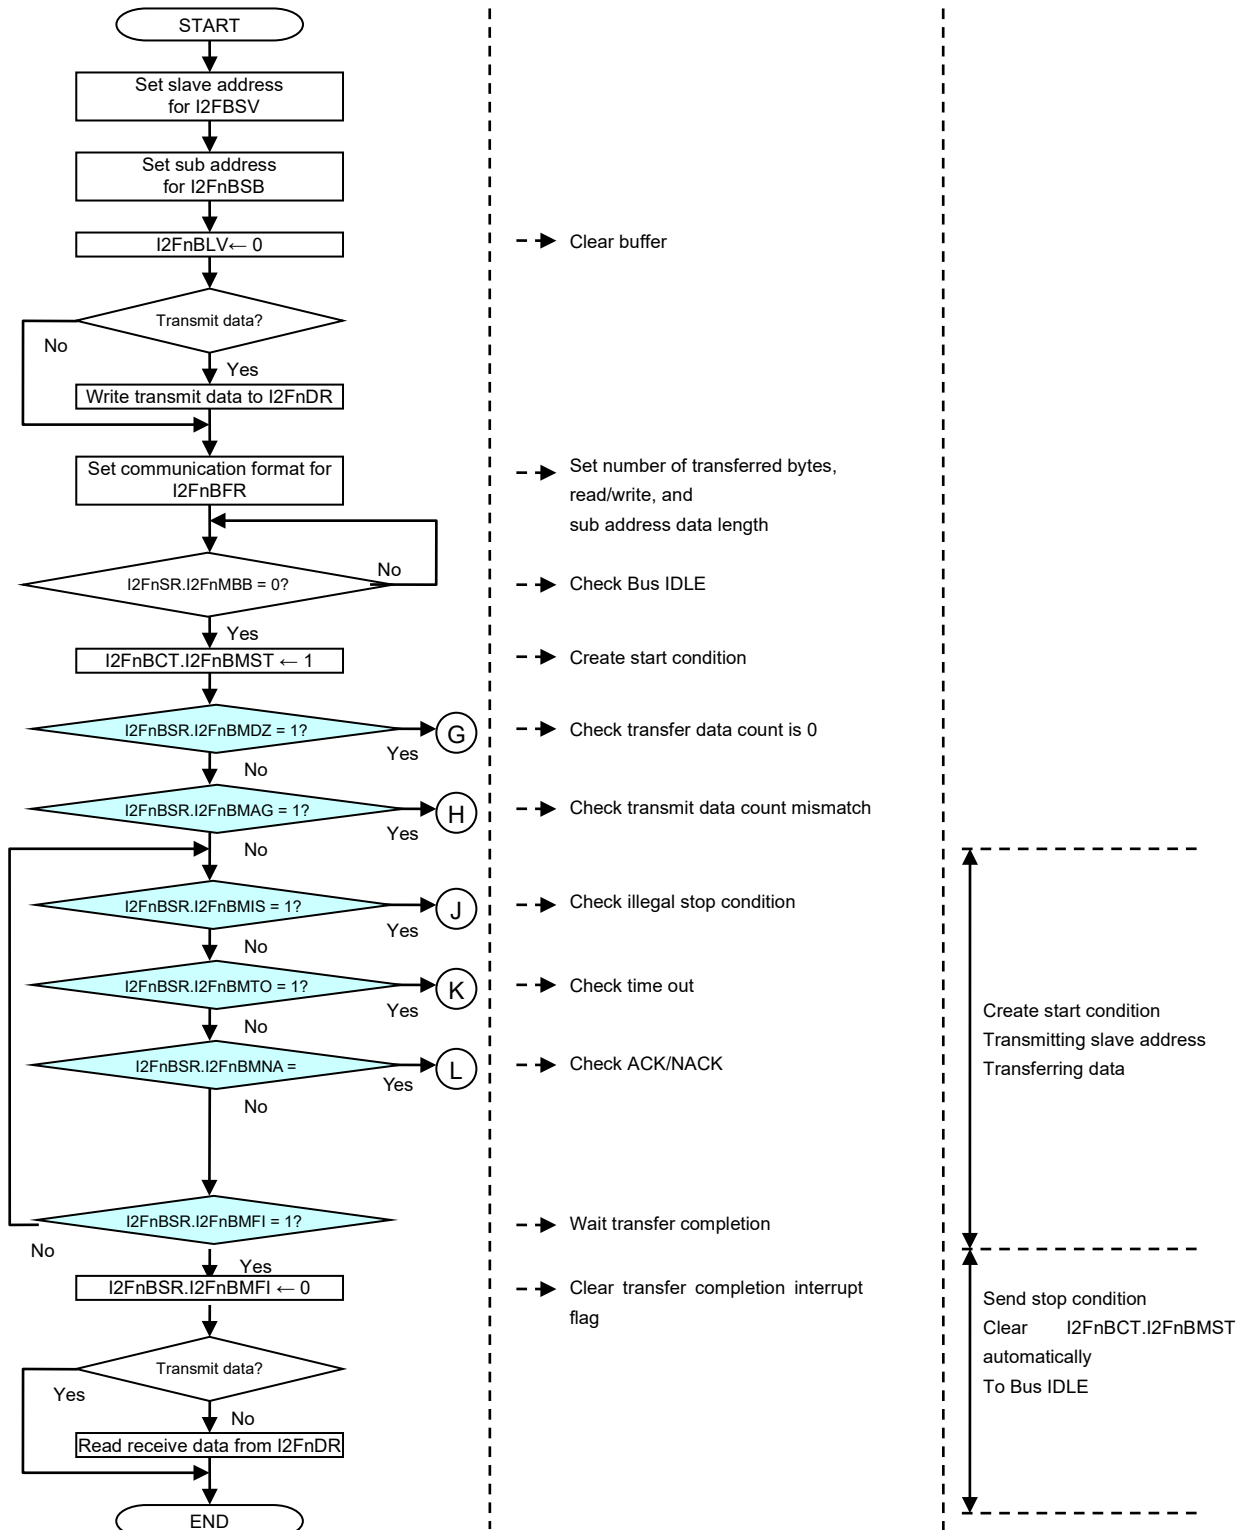 START
Set slave address
for I2FBSV
Set sub address
for I2FnBSB
I2FnBLV← 0
Clear buffer
Transmit data?
No
Yes
Write transmit data to I2FnDR
Set communication format for
I2FnBFR
Set number of transferred bytes,
read/write, and
sub address data length
I2FnSR.I2FnMBB = 0?
No
Check Bus IDLE
Yes
I2FnBCT.I2FnBMST ← 1
Create start condition
I2FnBSR.I2FnBMDZ = 1?
G
Check transfer data count is 0
Yes
No
I2FnBSR.I2FnBMAG = 1?
H
Check transmit data count mismatch
Yes
No
I2FnBSR.I2FnBMIS = 1?
J
Check illegal stop condition
Yes
No
I2FnBSR.I2FnBMTO = 1?
K
Check time out
Yes
No
I2FnBSR.I2FnBMNA =
L
Check ACK/NACK
Yes
No
Create start condition
Transmitting slave address
Transferring data
I2FnBSR.I2FnBMFI = 1?
Wait transfer completion
No
Yes
I2FnBSR.I2FnBMFI ← 0
Clear transfer completion interrupt
flag
Send stop condition
Clear I2FnBCT.I2FnBMST
automatically
To Bus IDLE
Transmit data?
Yes
No
Read receive data from I2FnDR
END